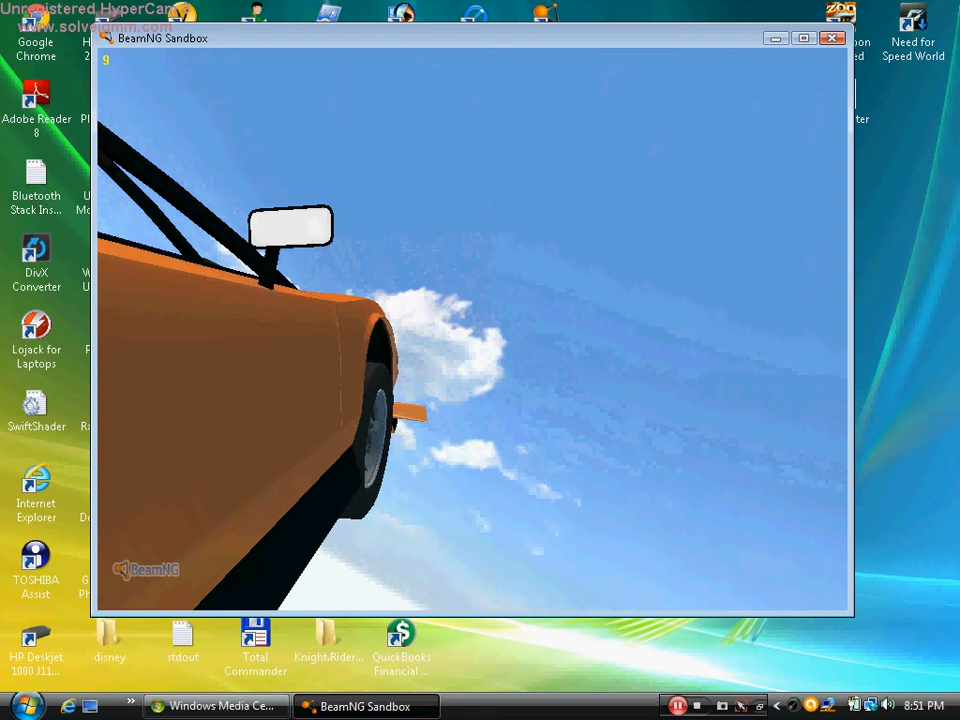 Unregistered HyperCam
www.solveigmm.com
BeamNG Sandbox
9
Google
Chrome
Need for
Speed World
Adobe Reader
8
Bluetooth
Stack Ins...
DivX
Converter
Lojack for
Laptops
SwiftShader
Internet
Explorer
TOSHIBA
Assist
BeamNG
HP Deskjet
1000 J11...
disney
stdout
Total
Commander
Knight.Rider...
QuickBooks
Financial ...
Windows Media Ce...
BeamNG Sandbox
8:51 PM